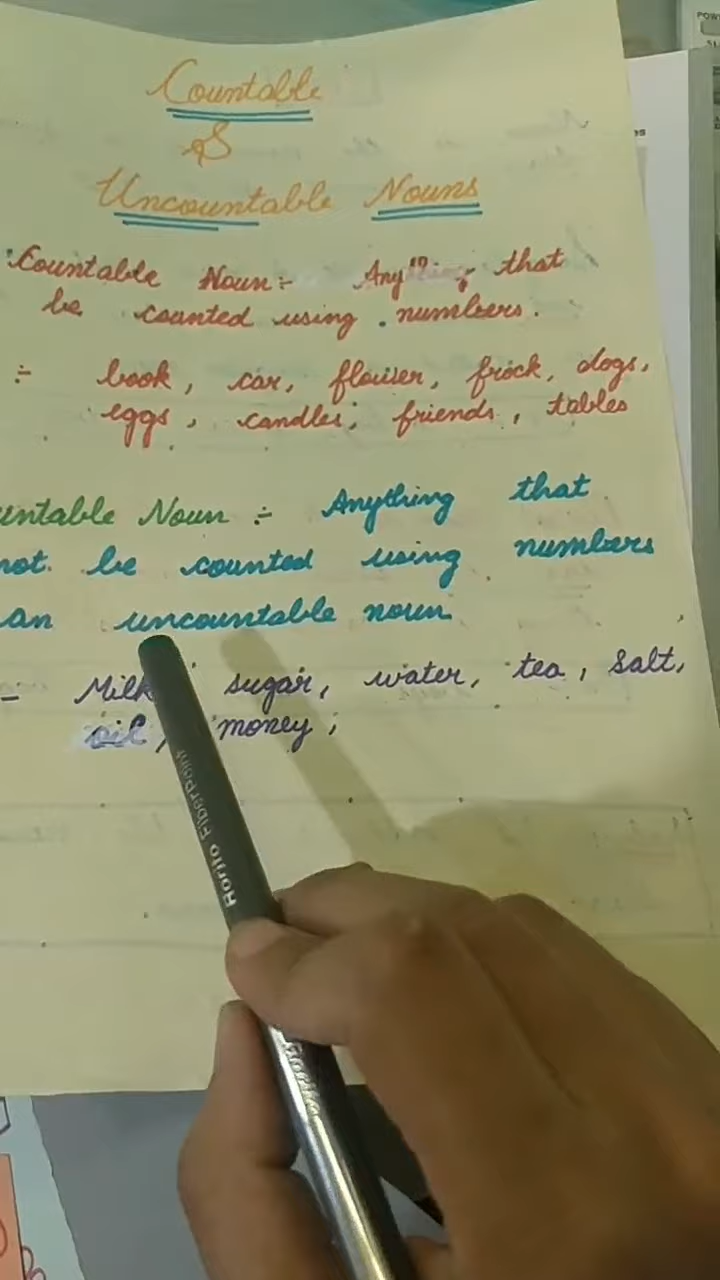 Countable
&
Uncountable Nouns
Countable Noun :- Anything that
be counted using numbers.
:- book, car, flower, frock, dogs,
eggs, candles, friends, tables
untable Noun :- Anything that
not be counted using numbers
an uncountable noun
- Milk, sugar, water, tea, salt,
oil, money,
Horito FiberPoint